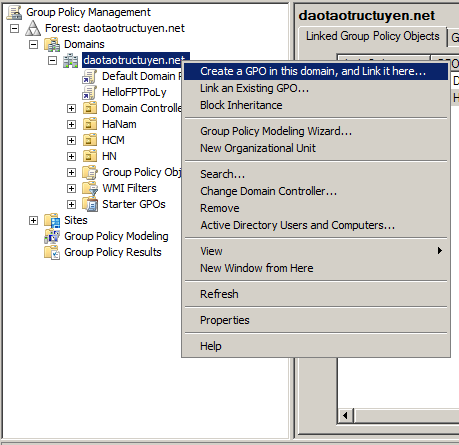 Group Policy Management
Forest: daotaotructuyen.net
Domains
daotaotructuyen.net
Default Domain P
HelloFPTPoLy
Domain Controlle
HaNam
HCM
HN
Group Policy Obj
WMI Filters
Starter GPOs
Sites
Group Policy Modeling
Group Policy Results
daotaotructuyen.net
Linked Group Policy Objects
Create a GPO in this domain, and Link it here...
Link an Existing GPO...
Block Inheritance
Group Policy Modeling Wizard...
New Organizational Unit
Search...
Change Domain Controller...
Remove
Active Directory Users and Computers...
View
New Window from Here
Refresh
Properties
Help